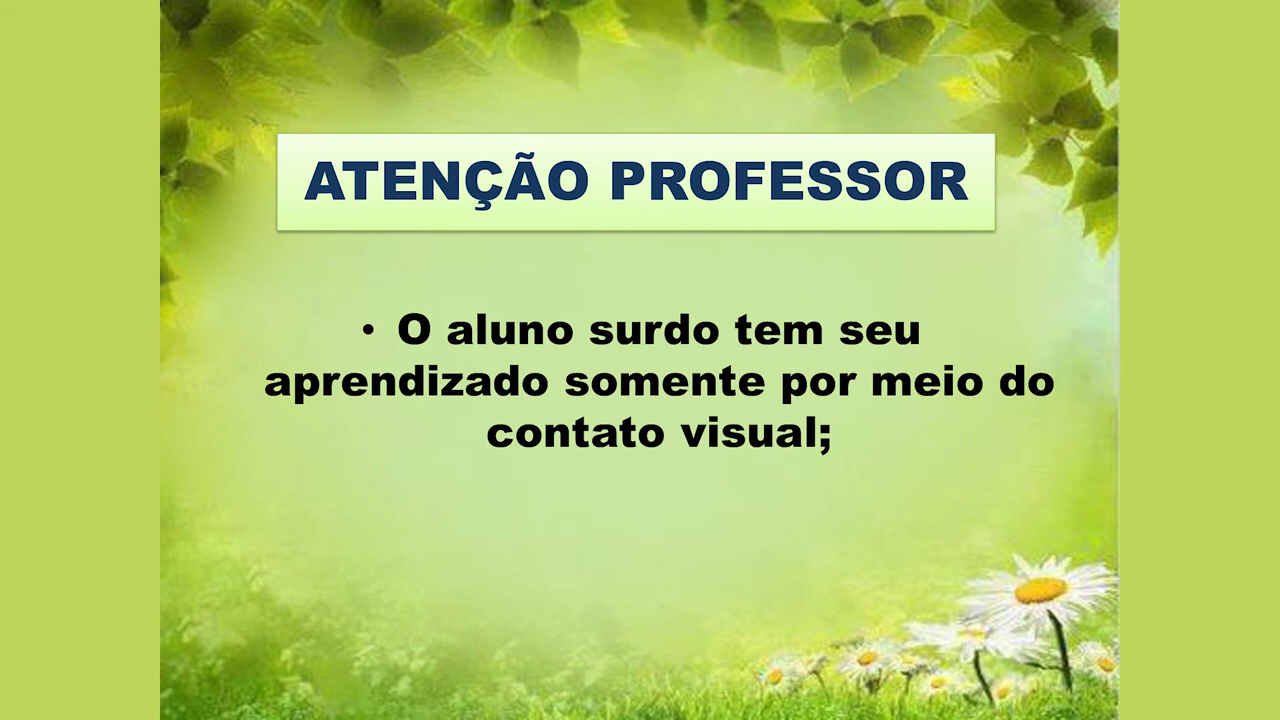 ATENÇÃO PROFESSOR
• O aluno surdo tem seu
aprendizado somente por meio do
contato visual;